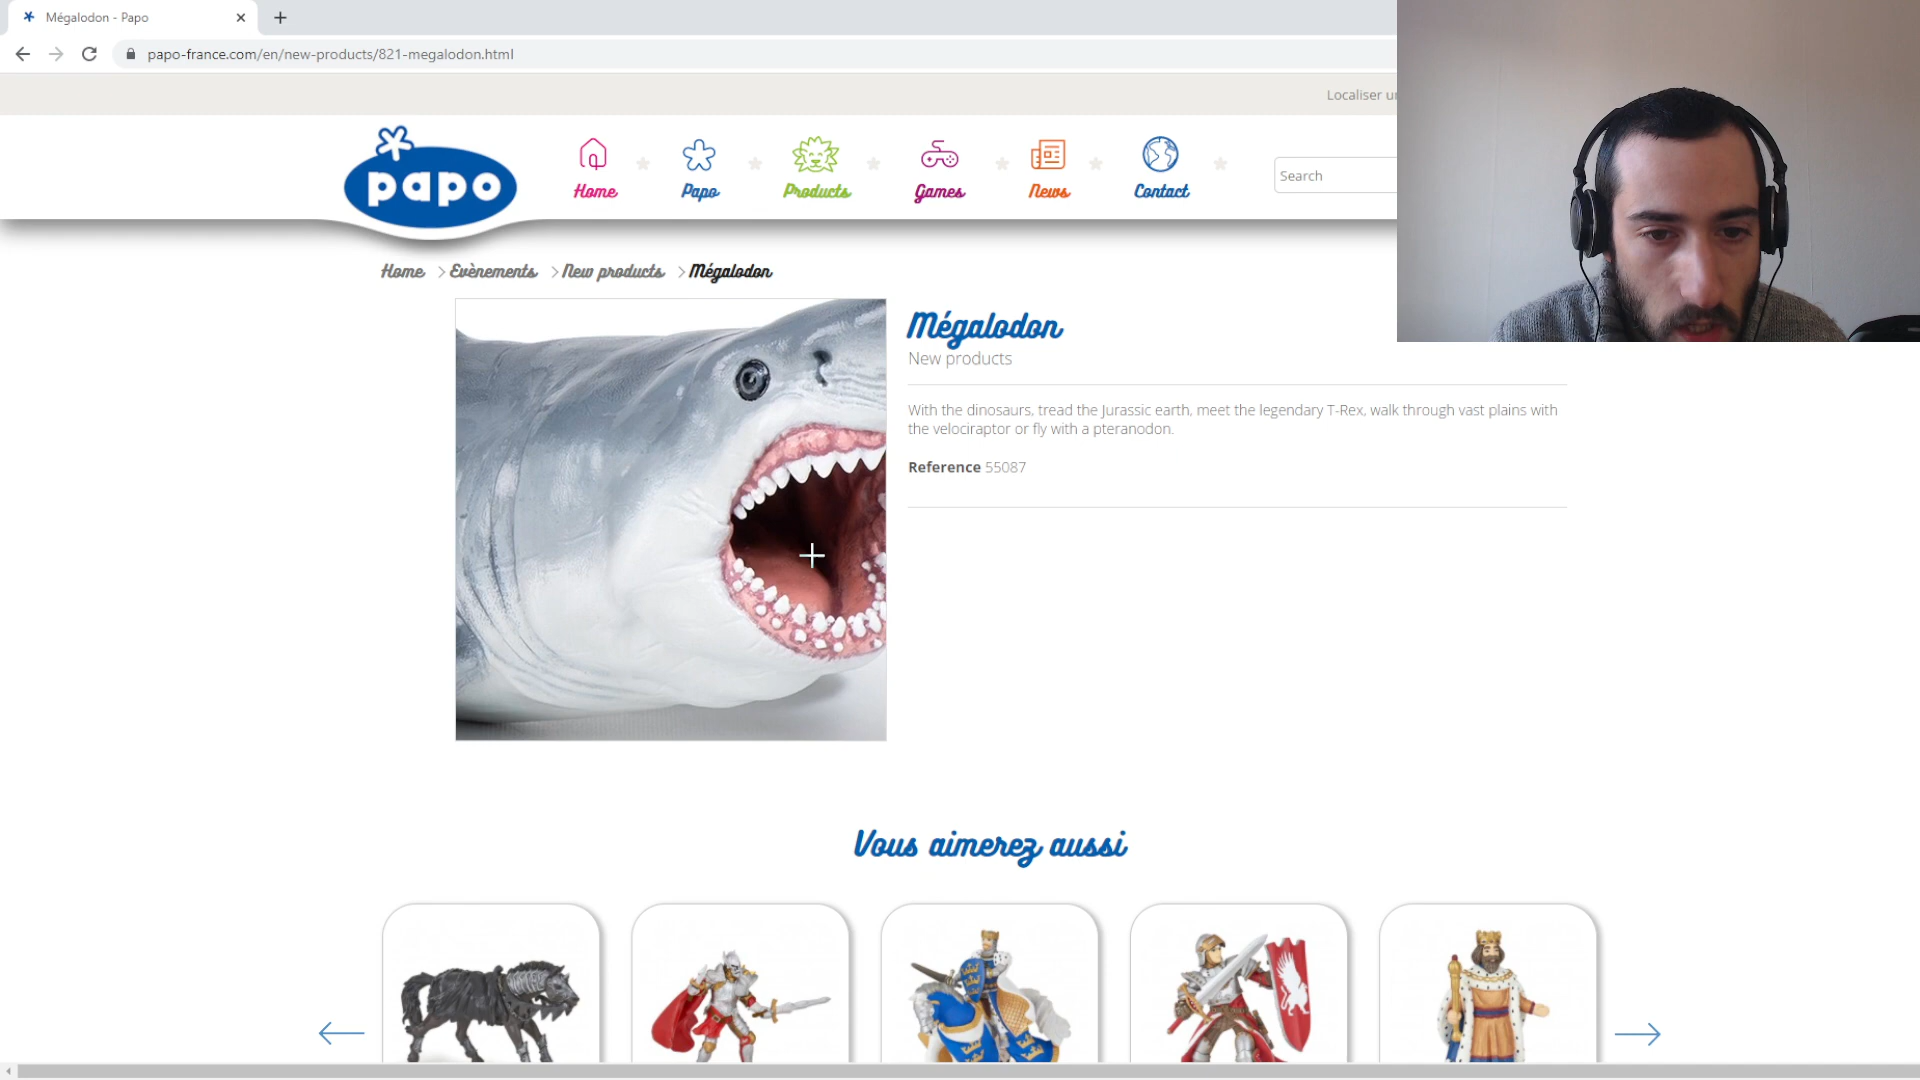 Mégalodon - Papo
papo-france.com/en/new-products/821-megalodon.html
Localiser un
papo
Home
Papo
Products
Games
News
Contact
Search
Home > Evènements > New products > Mégalodon
Mégalodon
New products
With the dinosaurs, tread the Jurassic earth, meet the legendary T-Rex, walk through vast plains with
the velociraptor or fly with a pteranodon.
Reference 55087
Vous aimerez aussi